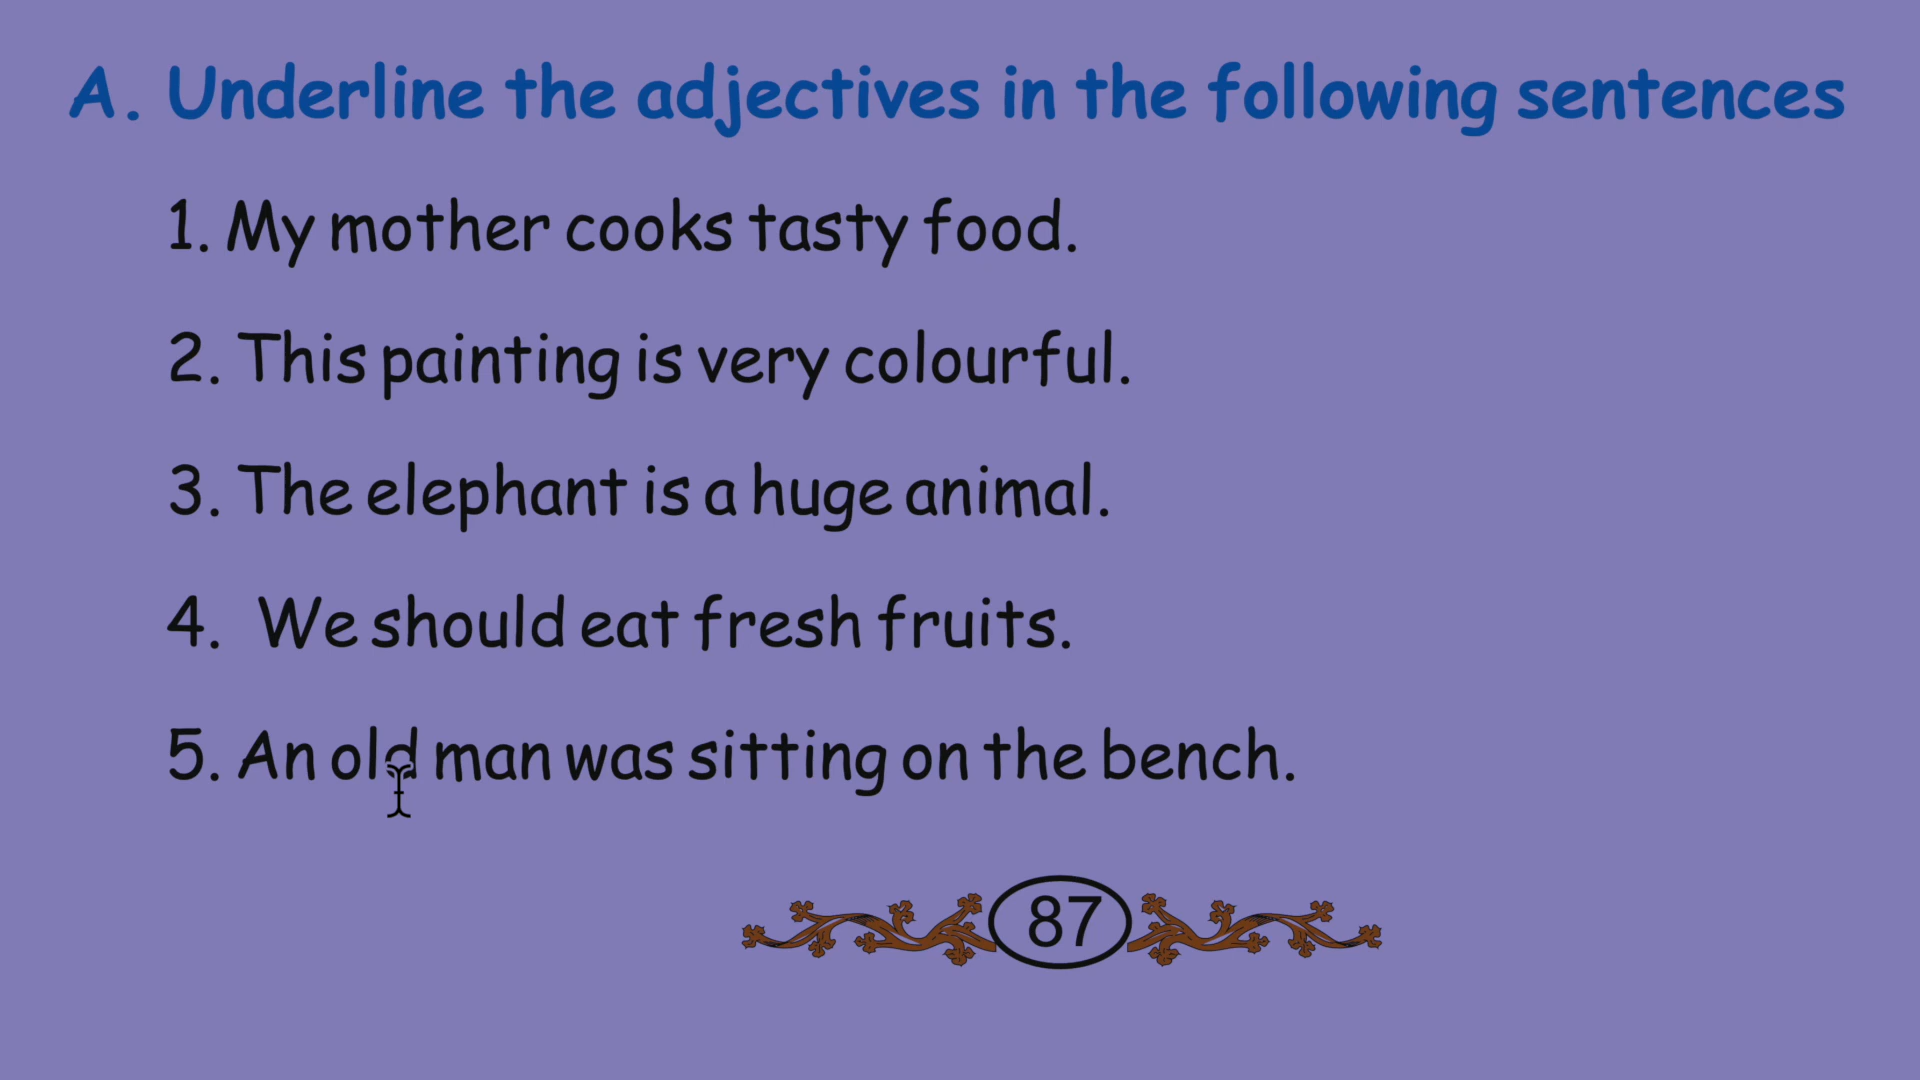 A. Underline the adjectives in the following sentences
1. My mother cooks tasty food.
2. This painting is very colourful.
3. The elephant is a huge animal.
4. We should eat fresh fruits.
5. An old man was sitting on the bench.
87